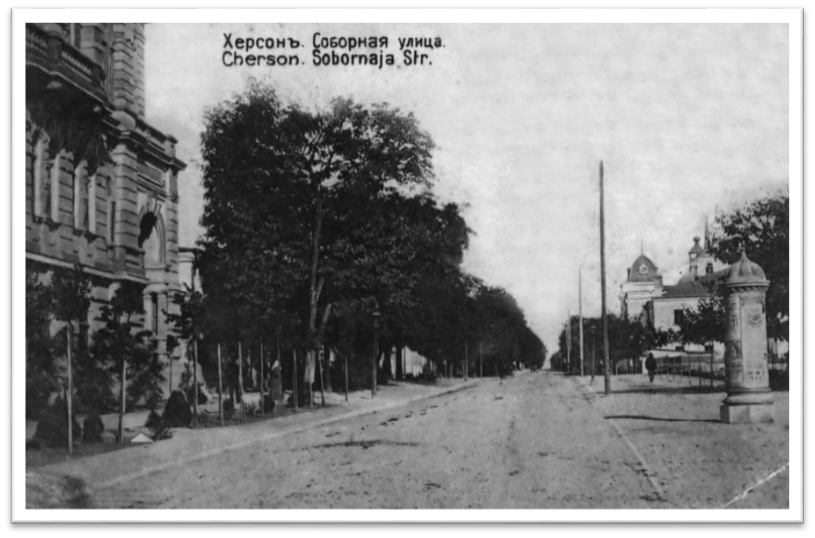 Херсонъ. Соборная улица.
Cherson. Sobornaja Str.